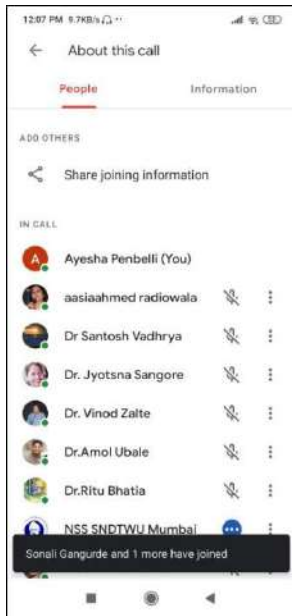 12:07 PM 9.7KB/s
About this call
People
Information
ADD OTHERS
Share joining information
IN CALL
A
Ayesha Penbelli (You)
aasiaahmed radiowala
Dr Santosh Vadhrya
Dr. Jyotsna Sangore
Dr. Vinod Zalte
Dr.Amol Ubale
Dr.Ritu Bhatia
NSS SNDTWU Mumbai
Sonali Gangurde and 1 more have joined